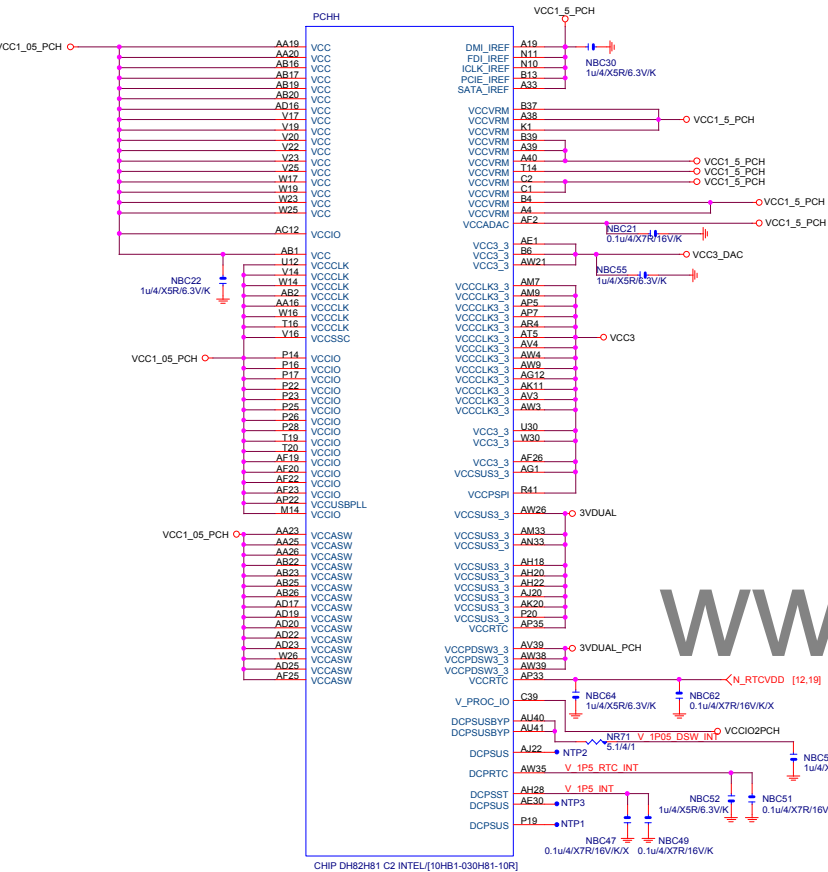 VCC1_5_PCH
PCHH
VCC1_05_PCH
AA19 VCC
AA20 VCC
AB16 VCC
AB17 VCC
AB19 VCC
AB20 VCC
AD16 VCC
V17 VCC
V19 VCC
V20 VCC
V22 VCC
V23 VCC
V25 VCC
W17 VCC
W19 VCC
W23 VCC
W25 VCC
AC12 VCCIO
AB1 VCC
U12 VCCCLK
V14 VCCCLK
W14 VCCCLK
AB2 VCCCLK
AA16 VCCCLK
W16 VCCCLK
T16 VCCCLK
V16 VCCSSC
NBC22
1u/4/X5R/6.3V/K
VCC1_05_PCH
P14 VCCIO
P16 VCCIO
P17 VCCIO
P22 VCCIO
P23 VCCIO
P25 VCCIO
P26 VCCIO
P28 VCCIO
T19 VCCIO
T20 VCCIO
AF19 VCCIO
AF20 VCCIO
AF22 VCCIO
AF23 VCCIO
AP22 VCCUSBPLL
M14 VCCIO
VCC1_05_PCH
AA23 VCCASW
AA25 VCCASW
AA26 VCCASW
AB22 VCCASW
AB23 VCCASW
AB25 VCCASW
AB26 VCCASW
AD17 VCCASW
AD19 VCCASW
AD20 VCCASW
AD22 VCCASW
AD23 VCCASW
W26 VCCASW
AD25 VCCASW
AF25 VCCASW
DMI_IREF A19
FDI_IREF N11
ICLK_IREF N10
PCIE_IREF B13
SATA_IREF A33
NBC30
1u/4/X5R/6.3V/K
VCCVRM B37
VCCVRM A38
VCCVRM K1
VCCVRM B39
VCCVRM A39
VCCVRM A40
VCCVRM T14
VCCVRM C2
VCCVRM C1
VCCVRM B4
VCCVRM A4
VCCADAC AF2
VCC1_5_PCH
VCC1_5_PCH
VCC1_5_PCH
VCC1_5_PCH
VCC1_5_PCH
VCC1_5_PCH
NBC21
0.1u/4/X7R/16V/K
VCC3_3 AE1
VCC3_3 B6
VCC3_3 AW21
VCC3_DAC
NBC55
1u/4/X5R/6.3V/K
VCCCLK3_3 AM7
VCCCLK3_3 AM9
VCCCLK3_3 AP5
VCCCLK3_3 AP7
VCCCLK3_3 AR4
VCCCLK3_3 AT5
VCCCLK3_3 AV4
VCCCLK3_3 AW4
VCCCLK3_3 AW9
VCCCLK3_3 AG12
VCCCLK3_3 AK11
VCCCLK3_3 AV3
VCCCLK3_3 AW3
VCC3
VCC3_3 U30
VCC3_3 W30
VCC3_3 AF26
VCCSUS3_3 AG1
VCCPSPI R41
VCCSUS3_3 AW26
3VDUAL
VCCSUS3_3 AM33
VCCSUS3_3 AN33
VCCSUS3_3 AH18
VCCSUS3_3 AH20
VCCSUS3_3 AH22
VCCSUS3_3 AJ20
VCCSUS3_3 AK20
VCCSUS3_3 P20
VCCRTC AP35
VCCPDSW3_3 AV39
VCCPDSW3_3 AW38
VCCPDSW3_3 AW39
VCCRTC AP33
3VDUAL_PCH
N_RTCVDD [12,19]
NBC64
1u/4/X5R/6.3V/K
NBC62
0.1u/4/X7R/16V/K/X
V_PROC_IO C39
VCCIO2PCH
DCPSUSBYP AU40
DCPSUSBYP AU41
NR71 V_1P05_DSW_INT
5.1/4/1
DCPSUS AJ22 NTP2
DCPRTC AW35 V_1P5_RTC_INT
DCPSST AH28 V_1P5_INT
DCPSUS AE30 NTP3
DCPSUS P19 NTP1
NBC52
1u/4/X5R/6.3V/K
NBC51
0.1u/4/X7R/16V
NBC5
1u/4/X
NBC47
0.1u/4/X7R/16V/K/X
NBC49
0.1u/4/X7R/16V/K
CHIP DH82H81 C2 INTEL/[10HB1-030H81-10R]
ww